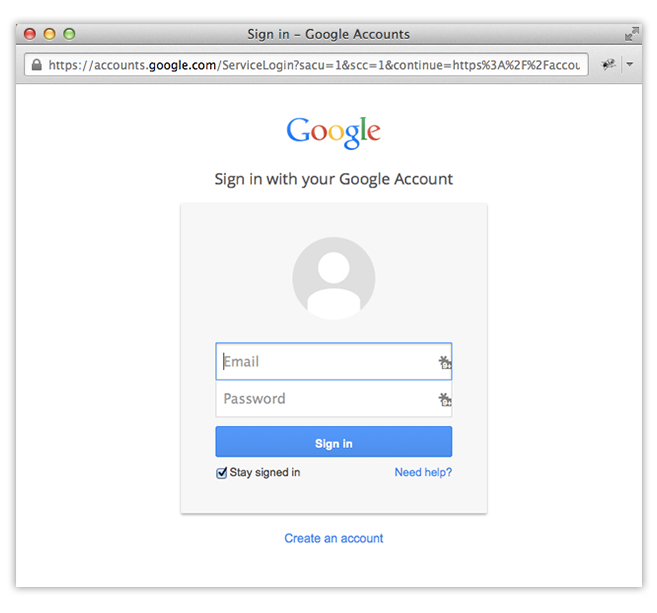 Sign in – Google Accounts
https://accounts.google.com/ServiceLogin?sacu=1&scc=1&continue=https%3A%2F%2Faccou
Google
Sign in with your Google Account
Email
Password
Sign in
Stay signed in
Need help?
Create an account